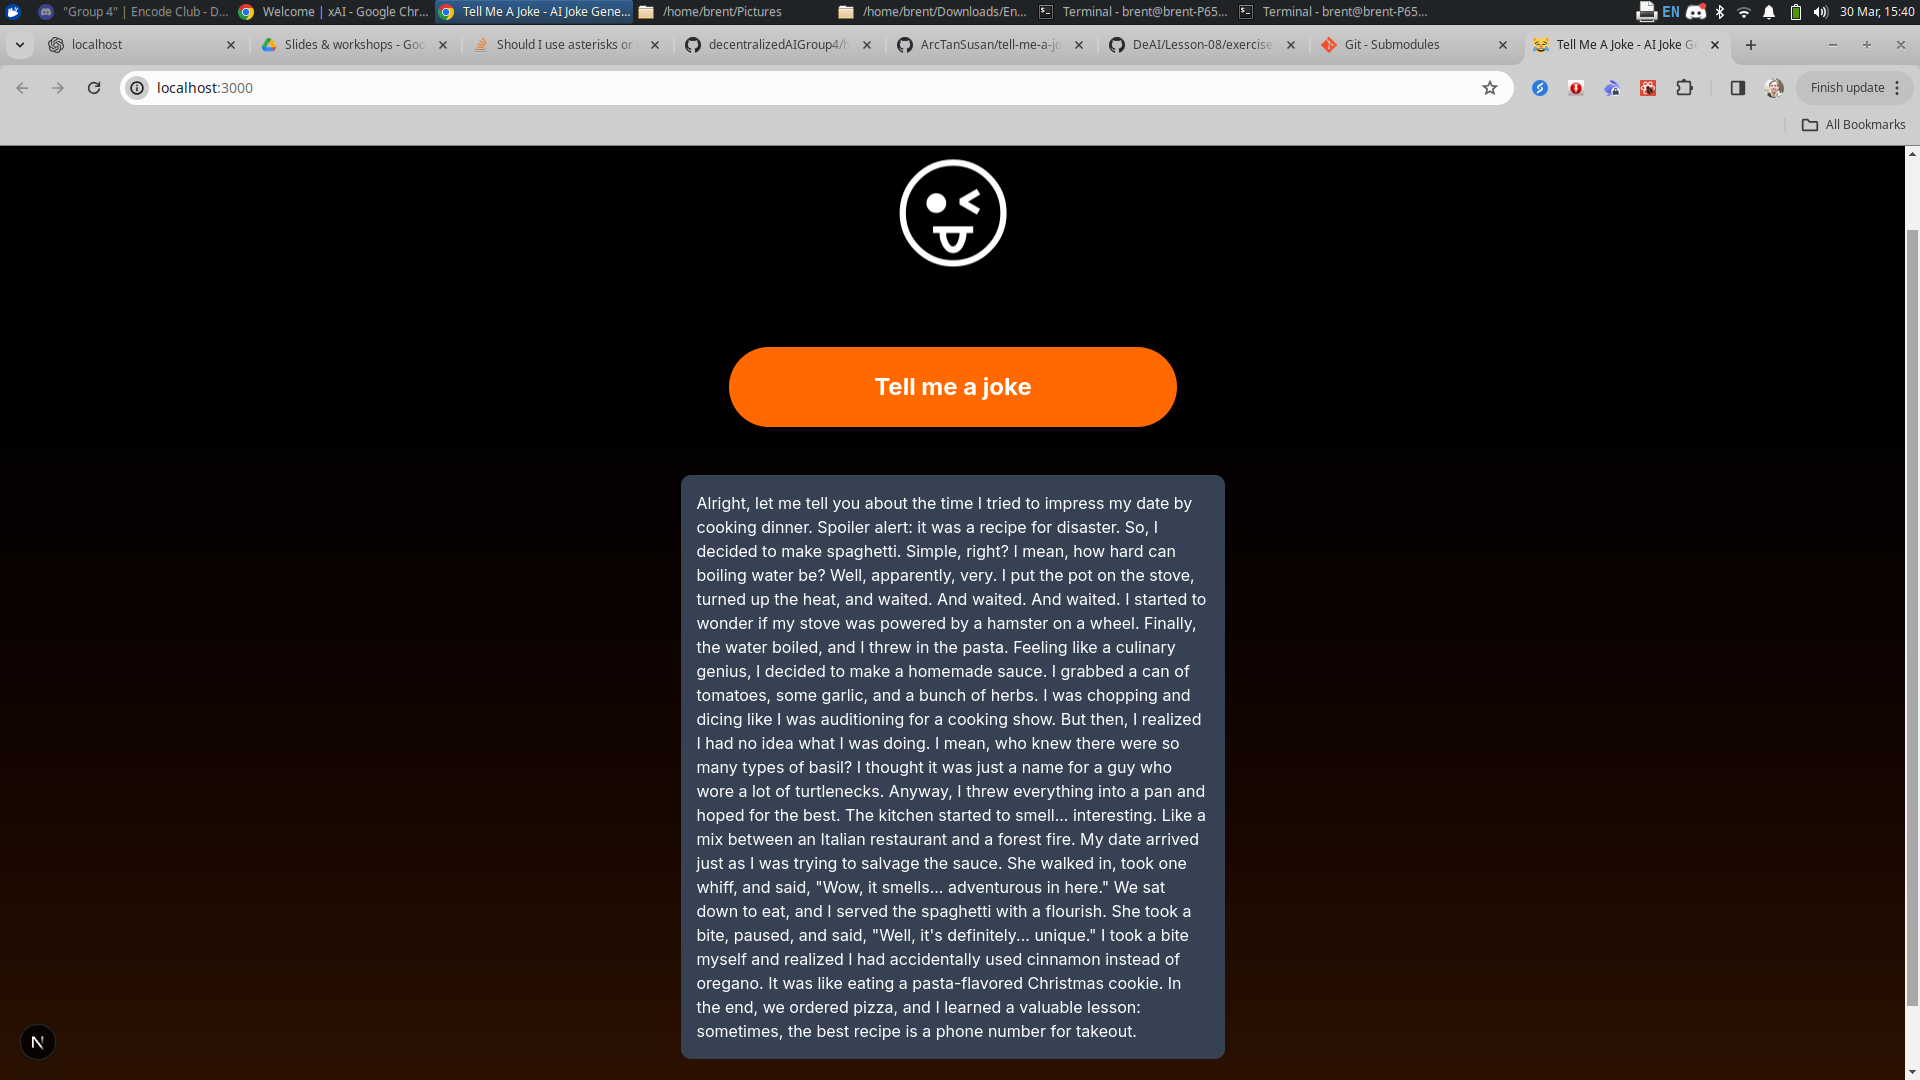 "Group 4" | Encode Club - D...
Welcome | xAI - Google Chr...
Tell Me A Joke - AI Joke Gene...
/home/brent/Pictures
/home/brent/Downloads/En...
Terminal - brent@brent-P65...
Terminal - brent@brent-P65...
EN
30 Mar, 15:40
localhost
Slides & workshops - Goo
Should I use asterisks or
decentralizedAIGroup4/h
ArcTanSusan/tell-me-a-jo
DeAI/Lesson-08/exercise
Git - Submodules
Tell Me A Joke - AI Joke Ge
localhost:3000
Finish update
All Bookmarks
Tell me a joke
Alright, let me tell you about the time I tried to impress my date by
cooking dinner. Spoiler alert: it was a recipe for disaster. So, I
decided to make spaghetti. Simple, right? I mean, how hard can
boiling water be? Well, apparently, very. I put the pot on the stove,
turned up the heat, and waited. And waited. And waited. I started to
wonder if my stove was powered by a hamster on a wheel. Finally,
the water boiled, and I threw in the pasta. Feeling like a culinary
genius, I decided to make a homemade sauce. I grabbed a can of
tomatoes, some garlic, and a bunch of herbs. I was chopping and
dicing like I was auditioning for a cooking show. But then, I realized
I had no idea what I was doing. I mean, who knew there were so
many types of basil? I thought it was just a name for a guy who
wore a lot of turtlenecks. Anyway, I threw everything into a pan and
hoped for the best. The kitchen started to smell... interesting. Like a
mix between an Italian restaurant and a forest fire. My date arrived
just as I was trying to salvage the sauce. She walked in, took one
whiff, and said, "Wow, it smells... adventurous in here." We sat
down to eat, and I served the spaghetti with a flourish. She took a
bite, paused, and said, "Well, it's definitely... unique." I took a bite
myself and realized I had accidentally used cinnamon instead of
oregano. It was like eating a pasta-flavored Christmas cookie. In
the end, we ordered pizza, and I learned a valuable lesson:
sometimes, the best recipe is a phone number for takeout.
N